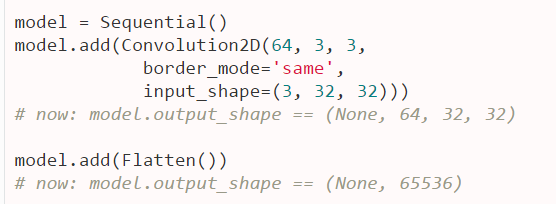 model = Sequential()
model.add(Convolution2D(64, 3, 3,
border_mode='same',
input_shape=(3, 32, 32)))
# now: model.output_shape == (None, 64, 32, 32)
model.add(Flatten())
# now: model.output_shape == (None, 65536)